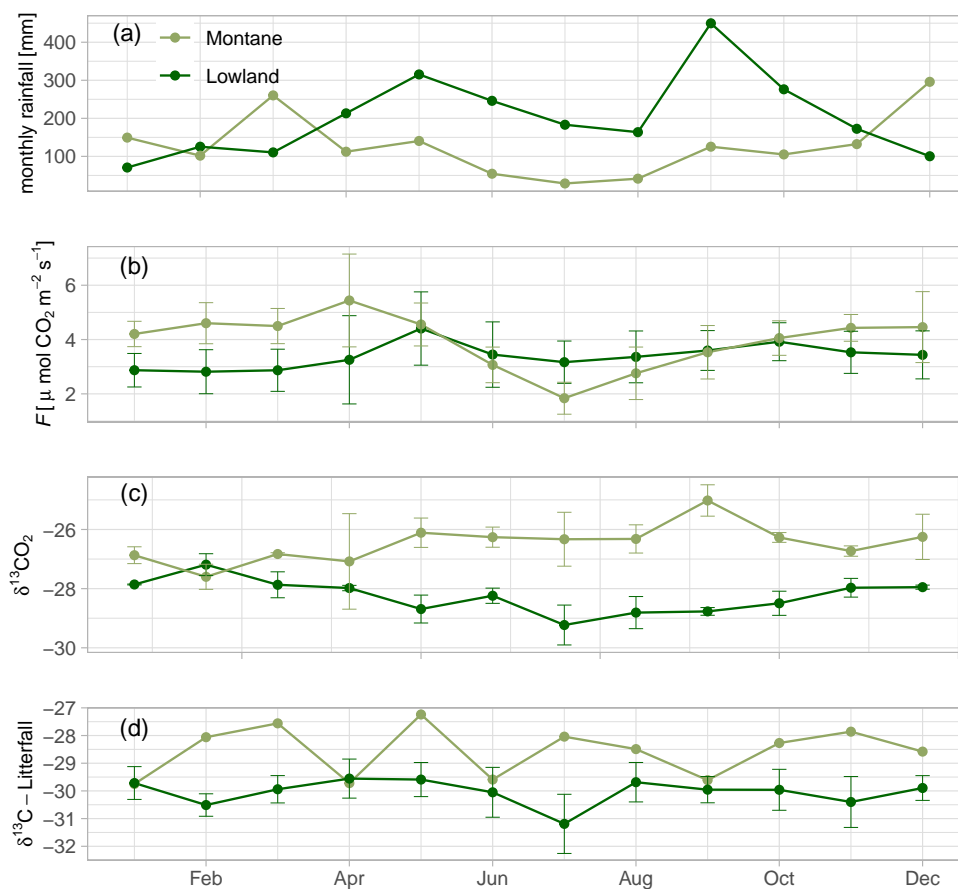 (a)
Montane
Lowland
monthly rainfall [mm]
400
300
200
100
(b)
F [ μ mol CO₂ m⁻² s⁻¹]
6
4
2
(c)
δ¹³CO₂
−26
−28
−30
(d)
δ¹³C − Litterfall
−27
−28
−29
−30
−31
−32
Feb Apr Jun Aug Oct Dec